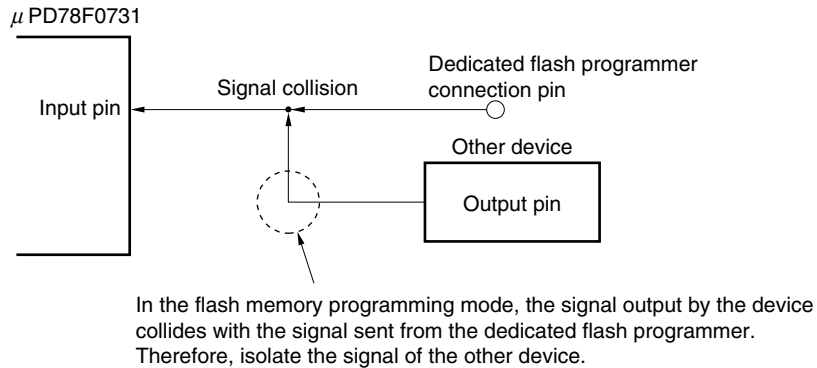 μ PD78F0731
Dedicated flash programmer
connection pin
Signal collision
Input pin
Other device
Output pin
In the flash memory programming mode, the signal output by the device
collides with the signal sent from the dedicated flash programmer.
Therefore, isolate the signal of the other device.